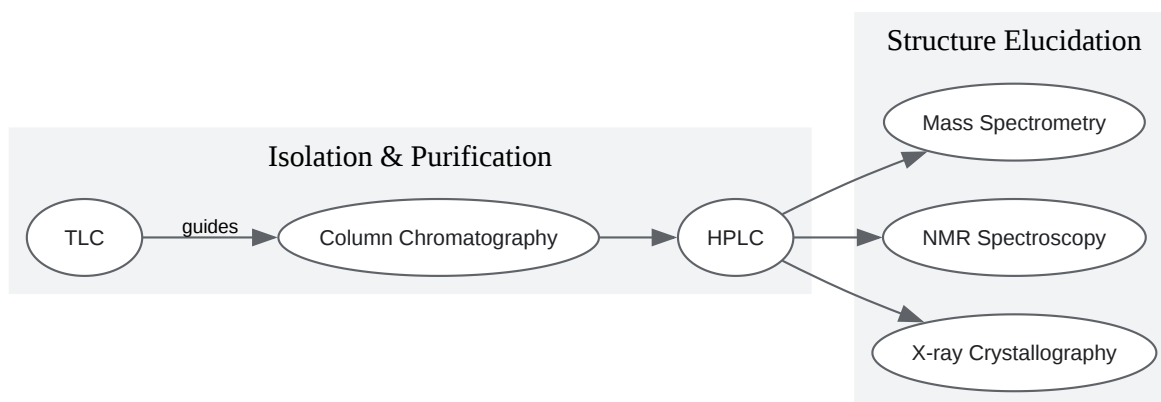 Structure Elucidation
Mass Spectrometry
Isolation & Purification
TLC
guides
Column Chromatography
HPLC
NMR Spectroscopy
X-ray Crystallography